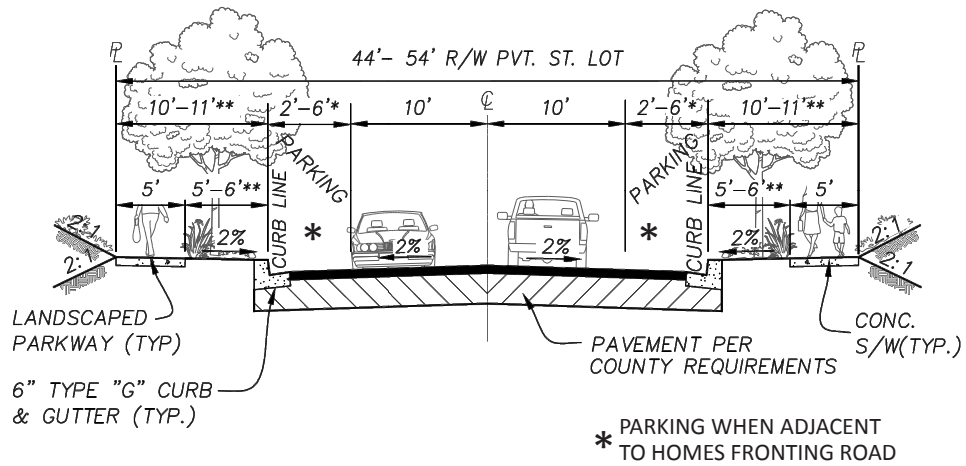 PL
PL
44'- 54' R/W PVT. ST. LOT
10'-11'** 2'-6'* 10' CL 10' 2'-6'* 10'-11'**
PARKING
PARKING
5' 5'-6'** 5'-6'** 5'
CURB LINE
CURB LINE
*
*
2:1
2:1
2% 2% 2% 2%
2:1
2:1
LANDSCAPED
PARKWAY (TYP)
6" TYPE "G" CURB
& GUTTER (TYP.)
PAVEMENT PER
COUNTY REQUIREMENTS
CONC.
S/W(TYP.)
* PARKING WHEN ADJACENT
TO HOMES FRONTING ROAD